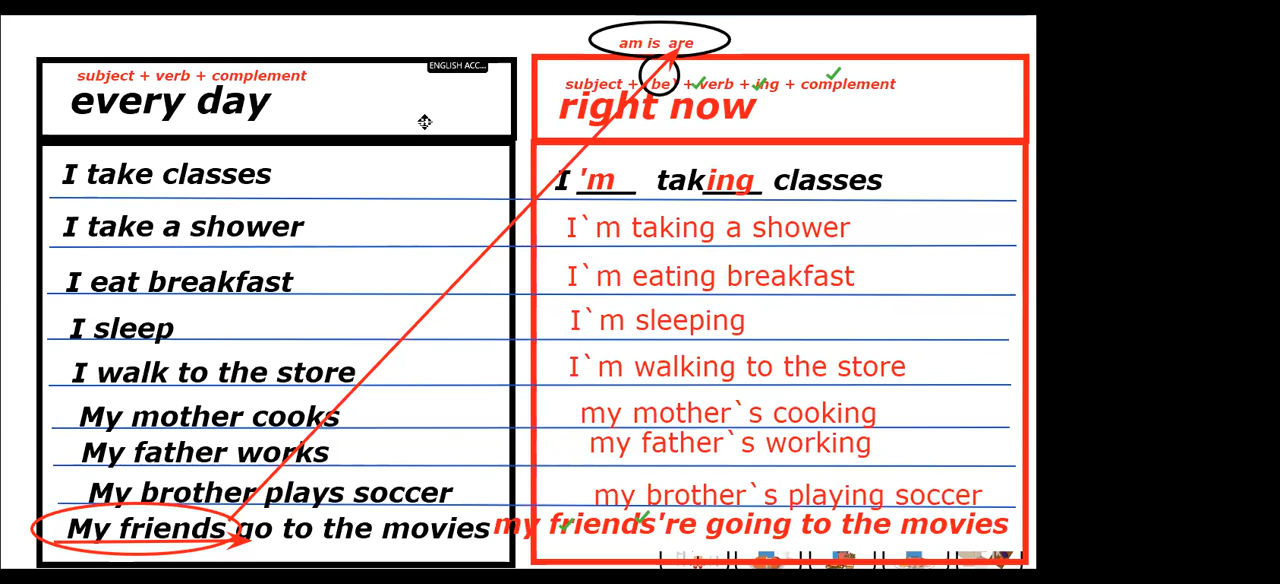 am is are
ENGLISH ACC...
subject + verb + complement
every day
subject + (be) + verb + ing + complement
right now
I take classes
I 'm taking classes
I take a shower
I`m taking a shower
I eat breakfast
I`m eating breakfast
I sleep
I`m sleeping
I walk to the store
I`m walking to the store
My mother cooks
my mother`s cooking
My father works
my father`s working
My brother plays soccer
my brother`s playing soccer
My friends go to the movies
my friends're going to the movies